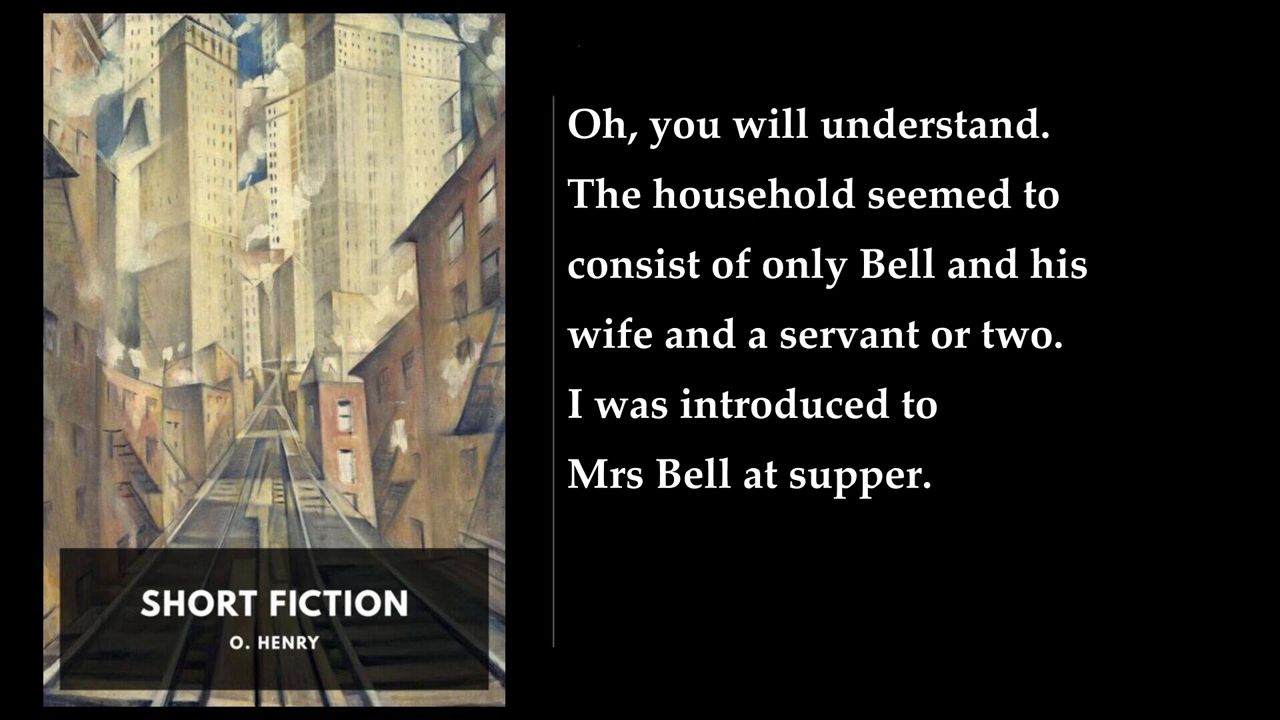 Oh, you will understand.
The household seemed to
consist of only Bell and his
wife and a servant or two.
I was introduced to
Mrs Bell at supper.
SHORT FICTION
O. HENRY